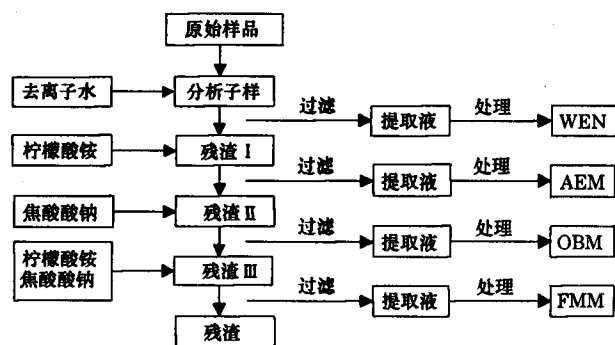 原始样品
去离子水
分析子样
过滤
提取液
处理
WEN
柠檬酸铵
残渣 I
过滤
提取液
处理
AEM
焦酸酸钠
残渣 II
过滤
提取液
处理
OBM
柠檬酸铵
焦酸酸钠
残渣 III
过滤
提取液
处理
FMM
残渣